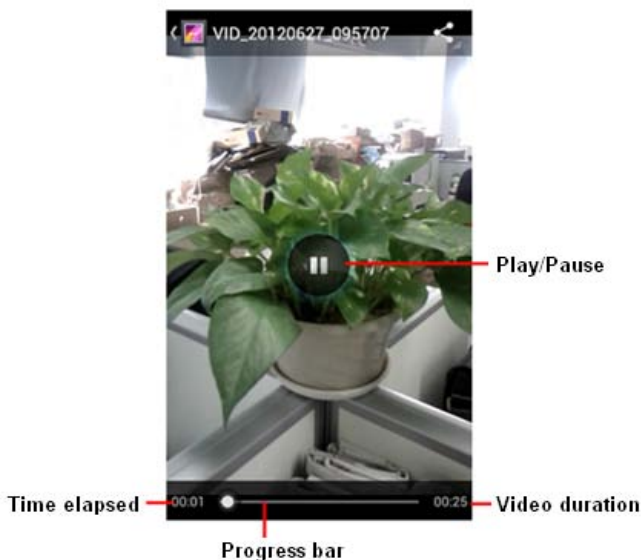 VID_20120627_095707
Play/Pause
Time elapsed
00:01
00:25
Video duration
Progress bar